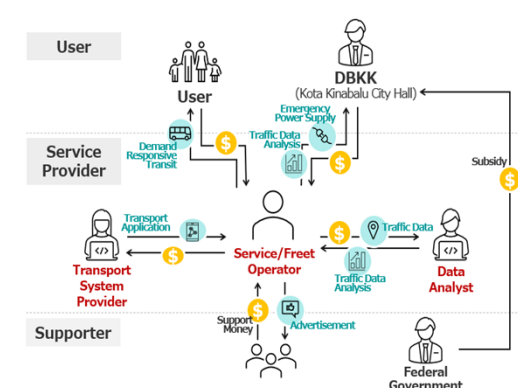 User
DBKK
(Kota Kinabalu City Hall)
User
Emergency
Power Supply
Demand
Responsive
Transit
$
Traffic Data
Analysis
$
Service
Provider
Subsidy
$
Transport
Application
$
Traffic Data
$
Service/Freet
Operator
Traffic Data
Analysis
Transport
System
Provider
Data
Analyst
$
Support
Money
Advertisement
Supporter
Federal
Government